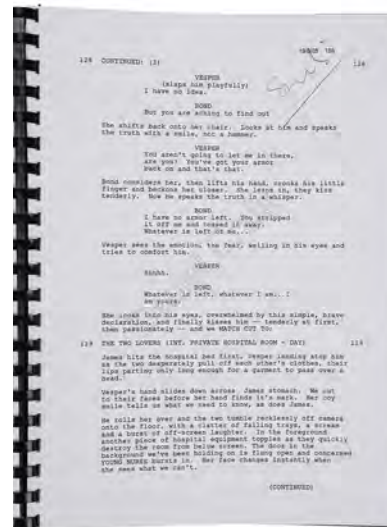 128 CONTINUED: (2) 128
VESPER
(slaps him playfully)
I have no idea.
BOND
But you are aching to find out
She shifts back onto her chair. Looks at him and speaks
the truth with a smile, not a hammer.
VESPER
You aren't going to let me in there,
are you? You've got your armor
back on and that's that.
Bond considers her, then lifts his hand, crooks his little
finger and beckons her closer. She leans in, they kiss
tenderly. Now he speaks the truth in a whisper.
BOND
I have no armor left. You stripped
it off me and tossed it away.
Whatever is left of me...
Vesper sees the emotion, the fear, welling in his eyes and
tries to comfort him.
VESPER
Shhhh.
BOND
Whatever is left, whatever I am.. I
am yours.
She looks into his eyes, overwhelmed by this simple, brave
declaration, and finally kisses him -- tenderly at first,
then passionately -- and we MATCH CUT TO:
129 THE TWO LOVERS (INT. PRIVATE HOSPITAL ROOM - DAY) 129
James hits the hospital bed first, Vesper landing atop him
as the two desperately pull off each other's clothes, their
lips parting only long enough for a garment to pass over a
head.
Vesper's hand slides down across James stomach. We cut
to their faces before her hand finds it's mark. Her coy
smile tells us what we need to know, as does James.
He rolls her over and the two tumble recklessly off camera
onto the floor, with a clatter of falling trays, a scream
and a burst of off-screen laughter. In the foreground
another piece of hospital equipment topples as they quickly
destroy the room from below screen. The door in the
background we've been holding on is flung open and concerned
YOUNG NURSE bursts in. Her face changes instantly when
she sees what we can't.
(CONTINUED)